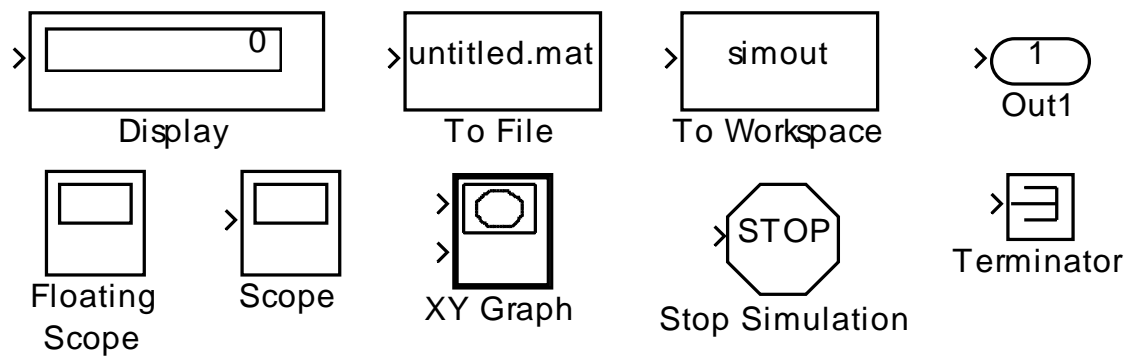 0
untitled.mat
simout
1
Display
To File
To Workspace
Out1
STOP
Floating
Scope
Scope
XY Graph
Stop Simulation
Terminator